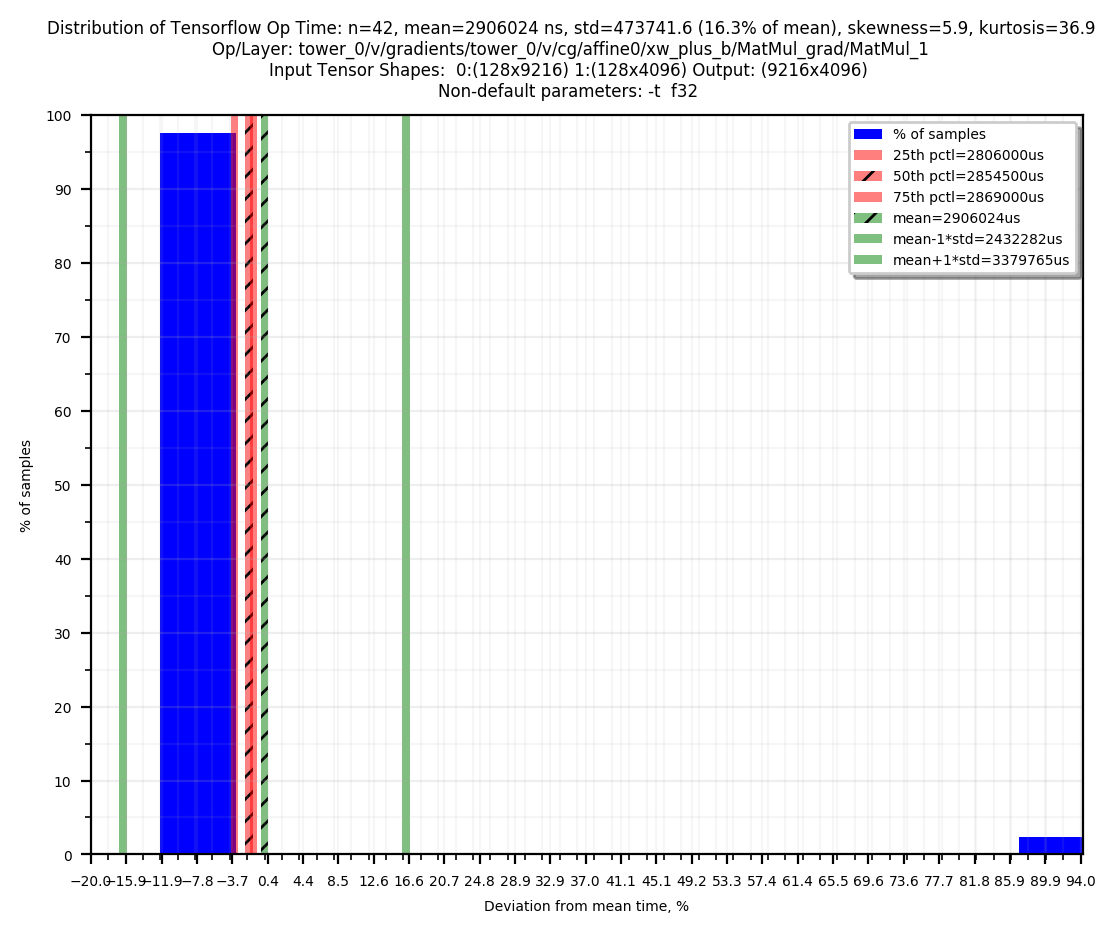 Distribution of Tensorflow Op Time: n=42, mean=2906024 ns, std=473741.6 (16.3% of mean), skewness=5.9, kurtosis=36.9
Op/Layer: tower_0/v/gradients/tower_0/v/cg/affine0/xw_plus_b/MatMul_grad/MatMul_1
Input Tensor Shapes:  0:(128x9216) 1:(128x4096) Output: (9216x4096)
Non-default parameters: -t  f32
% of samples
25th pctl=2806000us
50th pctl=2854500us
75th pctl=2869000us
mean=2906024us
mean-1*std=2432282us
mean+1*std=3379765us
100
90
80
70
60
50
40
30
20
10
0
% of samples
−20.0 −15.9 −11.9 −7.8 −3.7 0.4 4.4 8.5 12.6 16.6 20.7 24.8 28.9 32.9 37.0 41.1 45.1 49.2 53.3 57.4 61.4 65.5 69.6 73.6 77.7 81.8 85.9 89.9 94.0
Deviation from mean time, %